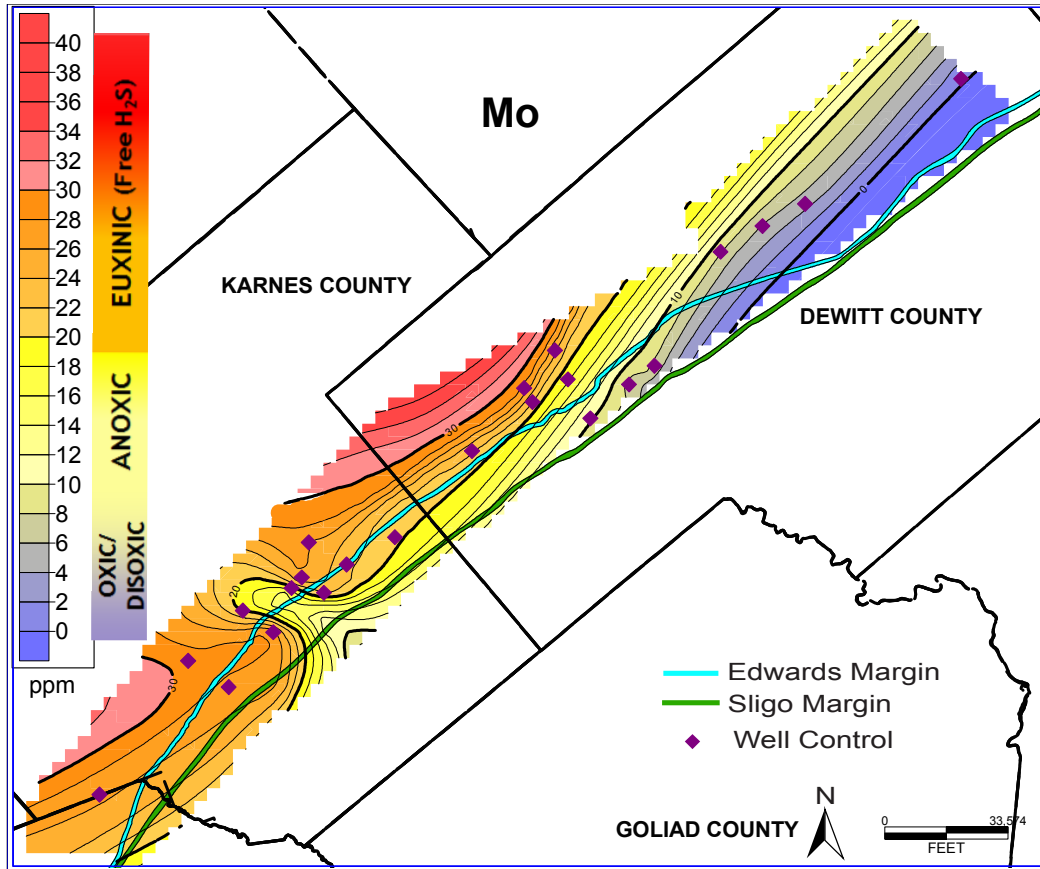 40
38
36
34
32
30
28
26
24
22
20
18
16
14
12
10
8
6
4
2
0
ppm
EUXINIC (Free H₂S)
ANOXIC
OXIC/
DISOXIC
Mo
KARNES COUNTY
DEWITT COUNTY
0
10
30
20
30
Edwards Margin
Sligo Margin
Well Control
GOLIAD COUNTY
N
0 33,574
FEET